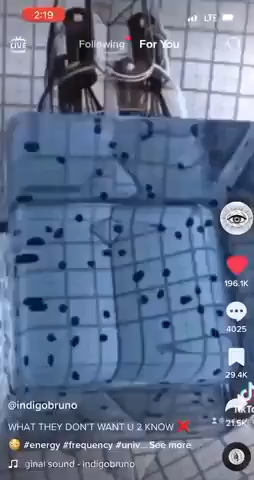 2:19
LTE
LIVE
Following
For You
196.1K
4025
29.4K
21.5K
TikTok
@indigobruno
WHAT THEY DON'T WANT U 2 KNOW ❌
😳 #energy #frequency #univ... See more
ginal sound - indigobruno